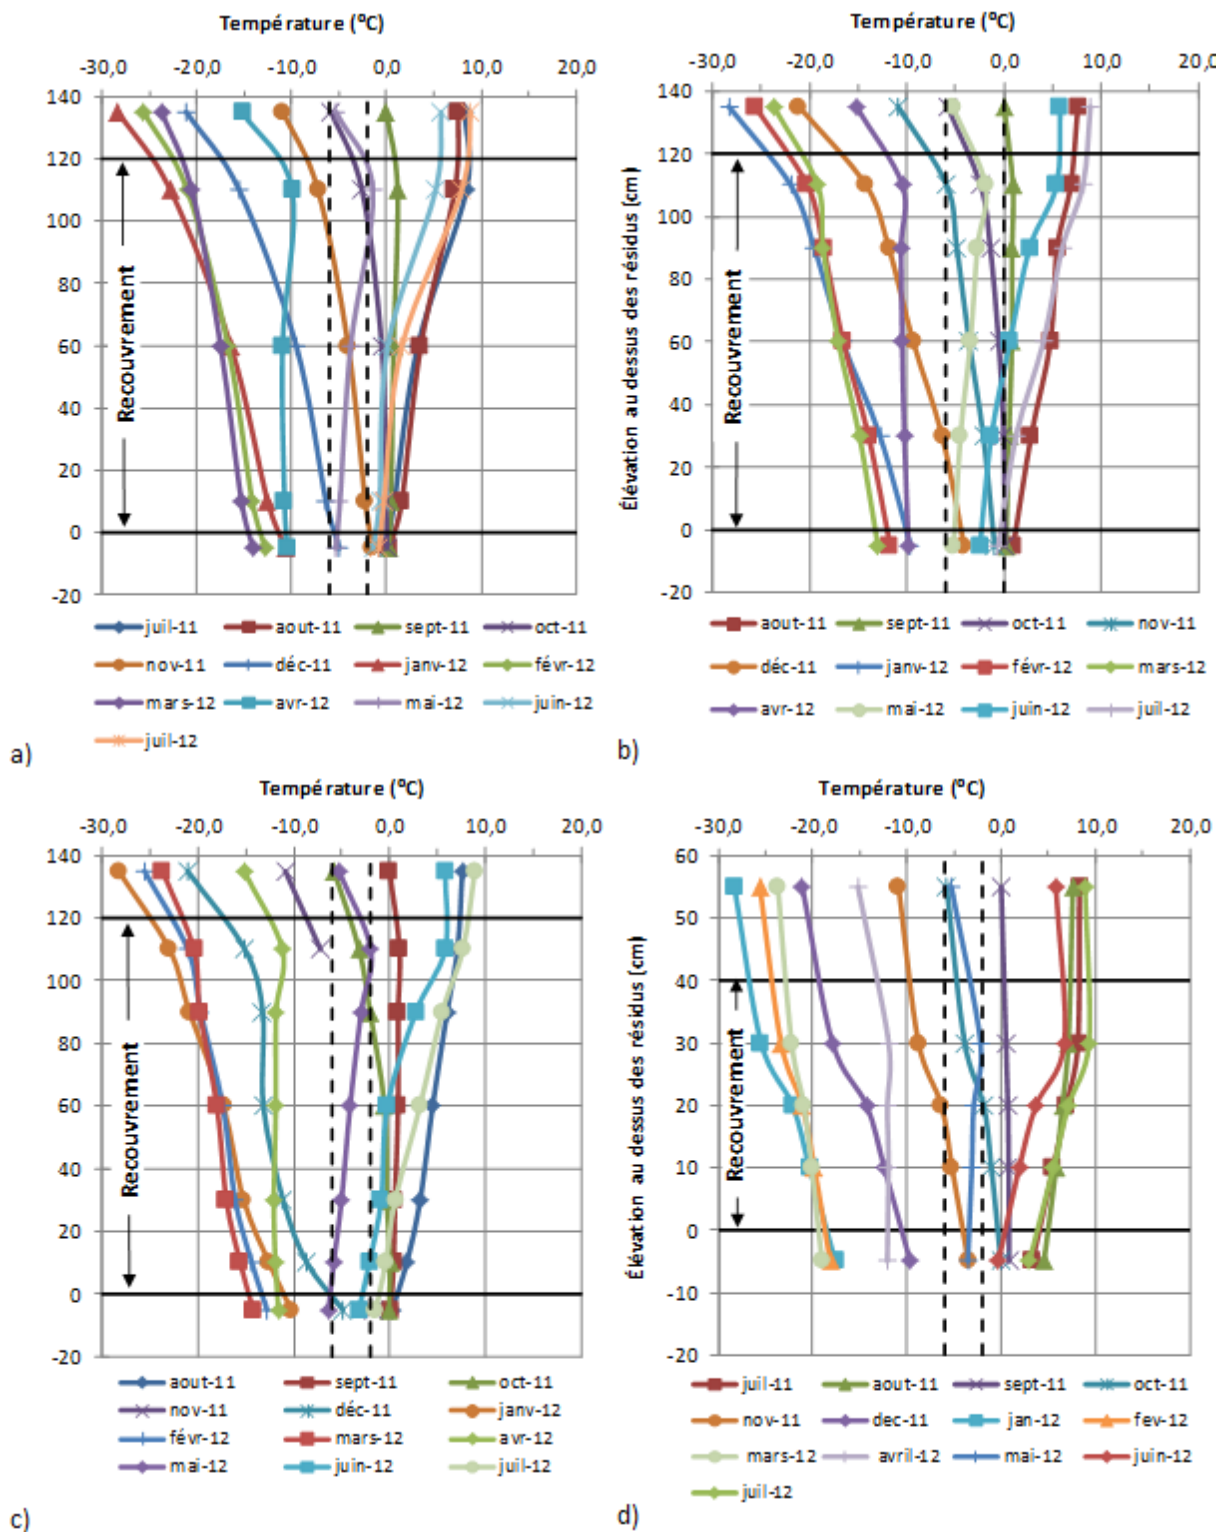 Température (⁰C)
-30,0 -20,0 -10,0 0,0 10,0 20,0
140
120
100
80
60
40
20
0
-20
Recouvrement
juil-11 aout-11 sept-11 oct-11
nov-11 déc-11 janv-12 févr-12
mars-12 avr-12 mai-12 juin-12
juil-12
a)
Température (⁰C)
-30,0 -20,0 -10,0 0,0 10,0 20,0
Élévation au dessus des résidus (cm)
140
120
100
80
60
40
20
0
-20
Recouvrement
aout-11 sept-11 oct-11 nov-11
déc-11 janv-12 févr-12 mars-12
avr-12 mai-12 juin-12 juil-12
b)
Température (⁰C)
-30,0 -20,0 -10,0 0,0 10,0 20,0
140
120
100
80
60
40
20
0
-20
Recouvrement
aout-11 sept-11 oct-11
nov-11 déc-11 janv-12
févr-12 mars-12 avr-12
mai-12 juin-12 juil-12
c)
Température (⁰C)
-30,0 -20,0 -10,0 0,0 10,0 20,0
Élévation au dessus des résidus (cm)
60
50
40
30
20
10
0
-10
-20
Recouvrement
juil-11 aout-11 sept-11 oct-11
nov-11 dec-11 jan-12 fev-12
mars-12 avril-12 mai-12 juin-12
juil-12
d)